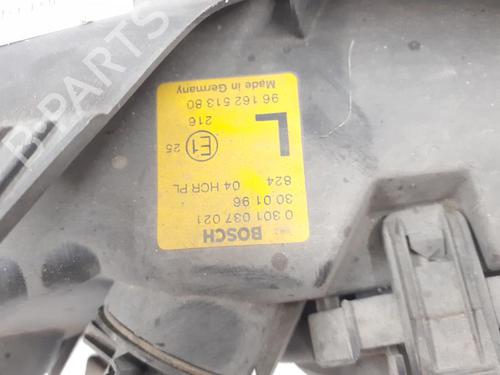 BOSCH
0 301 037 021
30.01.96
824 04 HCR PL
L
E1 25
216
96 162 513 80
Made in Germany